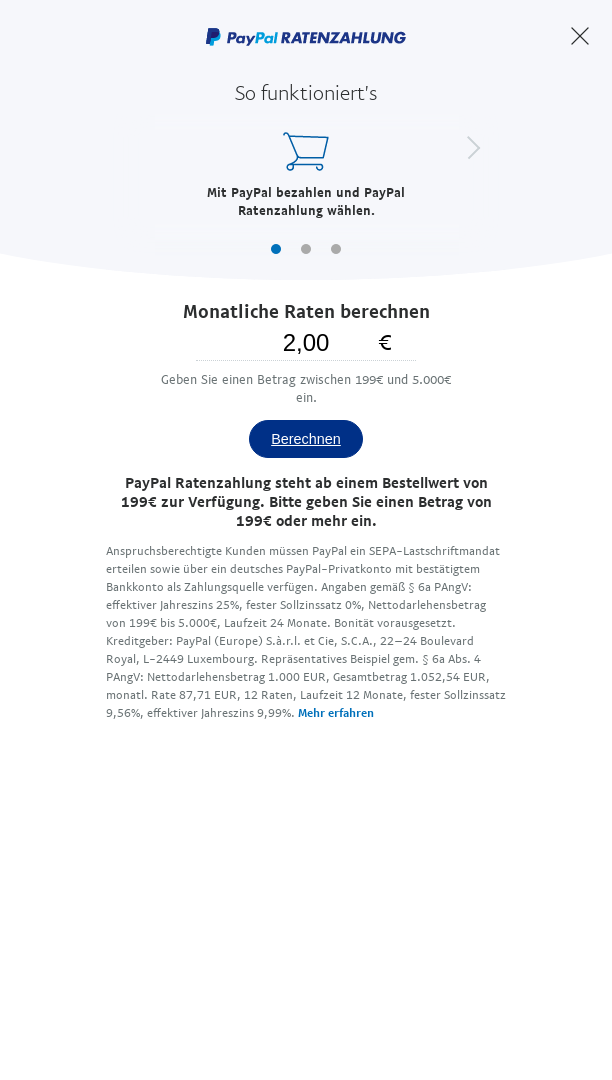 PayPal RATENZAHLUNG
So funktioniert's
Mit PayPal bezahlen und PayPal
Ratenzahlung wählen.
Monatliche Raten berechnen
2,00 €
Geben Sie einen Betrag zwischen 199€ und 5.000€
ein.
Berechnen
PayPal Ratenzahlung steht ab einem Bestellwert von
199€ zur Verfügung. Bitte geben Sie einen Betrag von
199€ oder mehr ein.
Anspruchsberechtigte Kunden müssen PayPal ein SEPA-Lastschriftmandat
erteilen sowie über ein deutsches PayPal-Privatkonto mit bestätigtem
Bankkonto als Zahlungsquelle verfügen. Angaben gemäß § 6a PAngV:
effektiver Jahreszins 25%, fester Sollzinssatz 0%, Nettodarlehensbetrag
von 199€ bis 5.000€, Laufzeit 24 Monate. Bonität vorausgesetzt.
Kreditgeber: PayPal (Europe) S.à.r.l. et Cie, S.C.A., 22–24 Boulevard
Royal, L-2449 Luxembourg. Repräsentatives Beispiel gem. § 6a Abs. 4
PAngV: Nettodarlehensbetrag 1.000 EUR, Gesamtbetrag 1.052,54 EUR,
monatl. Rate 87,71 EUR, 12 Raten, Laufzeit 12 Monate, fester Sollzinssatz
9,56%, effektiver Jahreszins 9,99%. Mehr erfahren